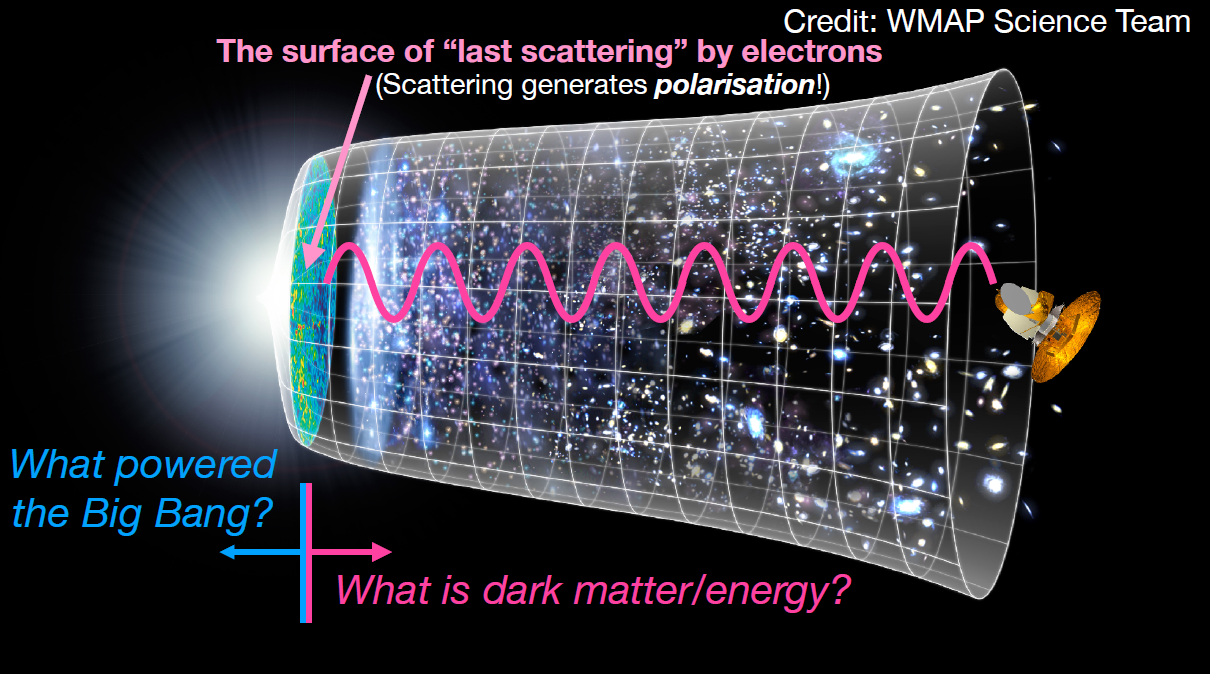 Credit: WMAP Science Team
The surface of “last scattering” by electrons
(Scattering generates polarisation!)
What powered
the Big Bang?
What is dark matter/energy?